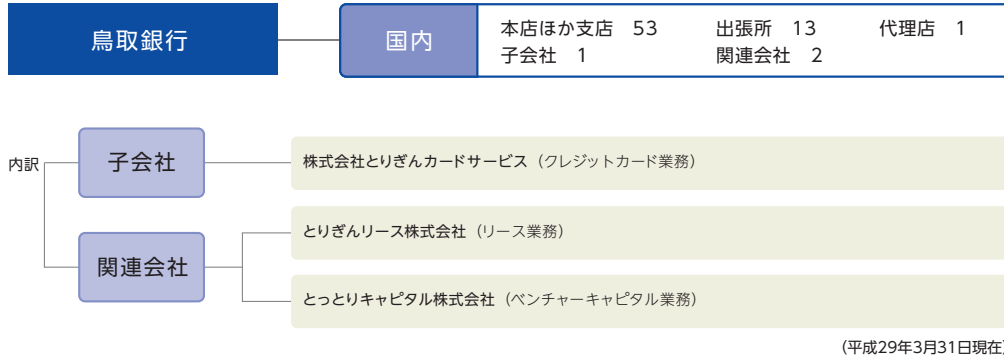 鳥取銀行
国内
本店ほか支店 53 出張所 13 代理店 1
子会社 1 関連会社 2
内訳
子会社
株式会社とりぎんカードサービス（クレジットカード業務）
関連会社
とりぎんリース株式会社（リース業務）
とっとりキャピタル株式会社（ベンチャーキャピタル業務）
（平成29年3月31日現在）